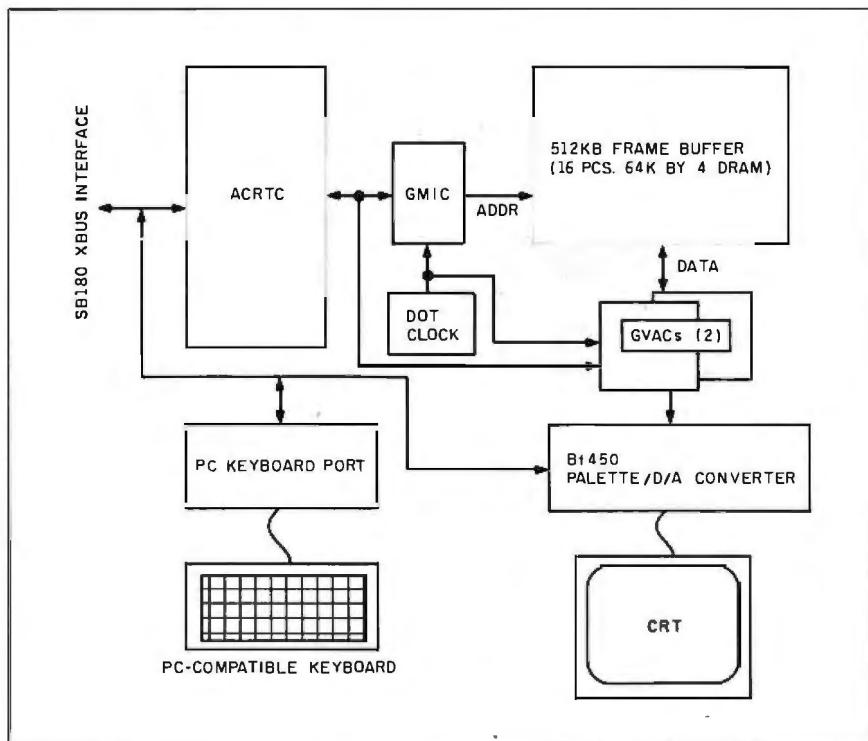 SB180 XBUS INTERFACE
ACRTC
GMIC
ADDR
512KB FRAME BUFFER
(16 PCS. 64K BY 4 DRAM)
DATA
DOT
CLOCK
GVACs (2)
PC KEYBOARD PORT
Bt450
PALETTE/D/A CONVERTER
PC-COMPATIBLE KEYBOARD
CRT